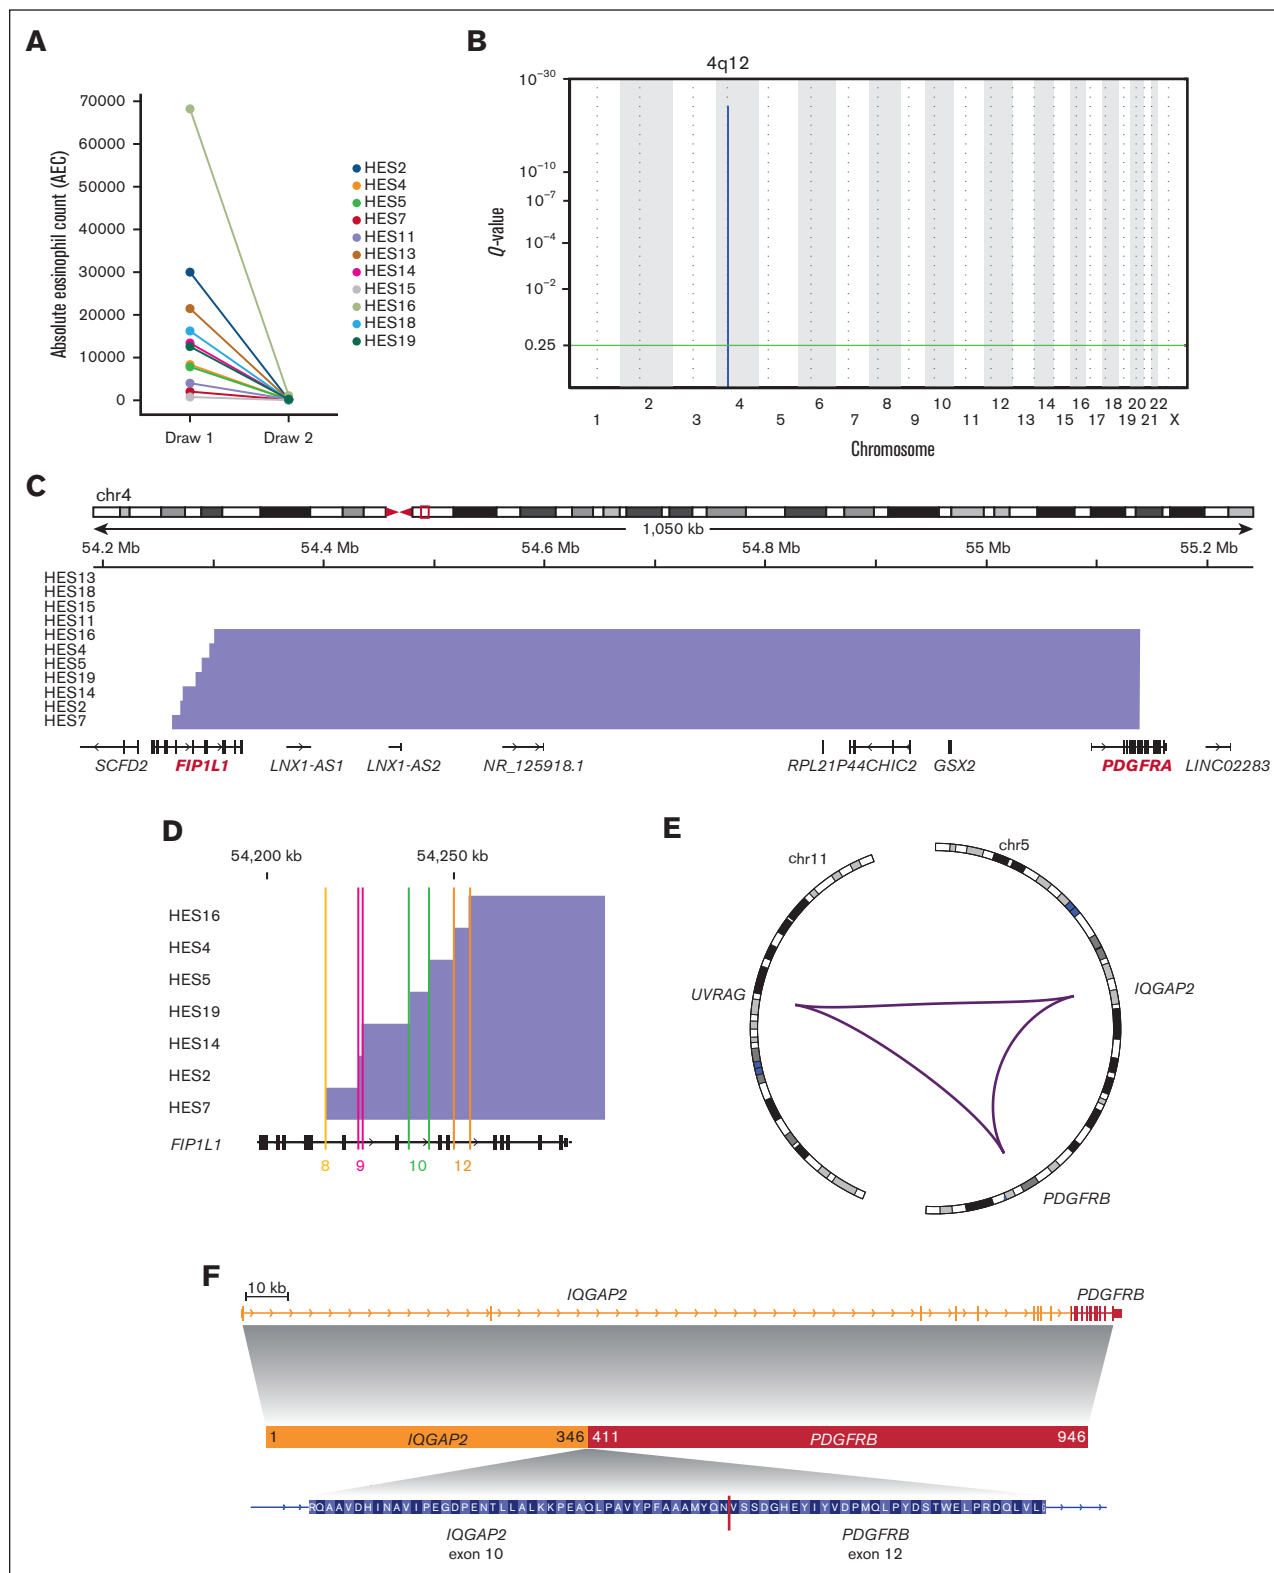 A
Absolute eosinophil count (AEC)
70000
60000
50000
40000
30000
20000
10000
0
Draw 1
Draw 2
HES2
HES4
HES5
HES7
HES11
HES13
HES14
HES15
HES16
HES18
HES19
B
4q12
Q-value
10-30
10-10
10-7
10-4
10-2
0.25
2 4 6 8 10 12 14 16 18 20 22
1 3 5 7 9 11 13 15 17 19 21 X
Chromosome
C
chr4
1,050 kb
54.2 Mb 54.4 Mb 54.6 Mb 54.8 Mb 55 Mb 55.2 Mb
HES13
HES18
HES15
HES11
HES16
HES4
HES5
HES19
HES14
HES2
HES7
SCFD2 FIP1L1 LNX1-AS1 LNX1-AS2 NR_125918.1 RPL21P44 CHIC2 GSX2 PDGFRA LINC02283
D
54,200 kb 54,250 kb
HES16
HES4
HES5
HES19
HES14
HES2
HES7
FIP1L1
8 9 10 12
E
chr11
chr5
UVRAG
IQGAP2
PDGFRB
F
10 kb
IQGAP2 PDGFRB
1 IQGAP2 346 411 PDGFRB 946
RQAAVDHINAVIPEGDPENTLLALKKPEAQLPAVYPFAAAMYQNVSSDGHEYIYVDPMQLPYDSTWELPRDQLVL
IQGAP2 PDGFRB
exon 10 exon 12